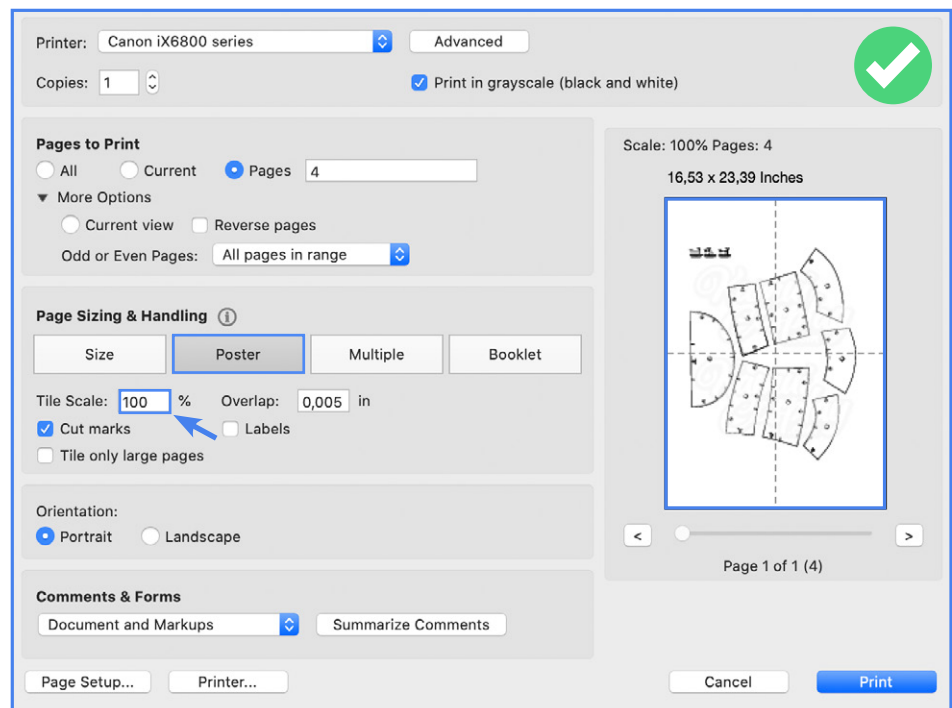 Printer: Canon iX6800 series Advanced
Copies: 1 Print in grayscale (black and white)
Pages to Print
All Current Pages 4
More Options
Current view Reverse pages
Odd or Even Pages: All pages in range
Page Sizing & Handling
Size Poster Multiple Booklet
Tile Scale: 100 % Overlap: 0,005 in
Cut marks Labels
Tile only large pages
Orientation:
Portrait Landscape
Comments & Forms
Document and Markups Summarize Comments
Page Setup... Printer...
Scale: 100% Pages: 4
16,53 x 23,39 Inches
< >
Page 1 of 1 (4)
Cancel Print